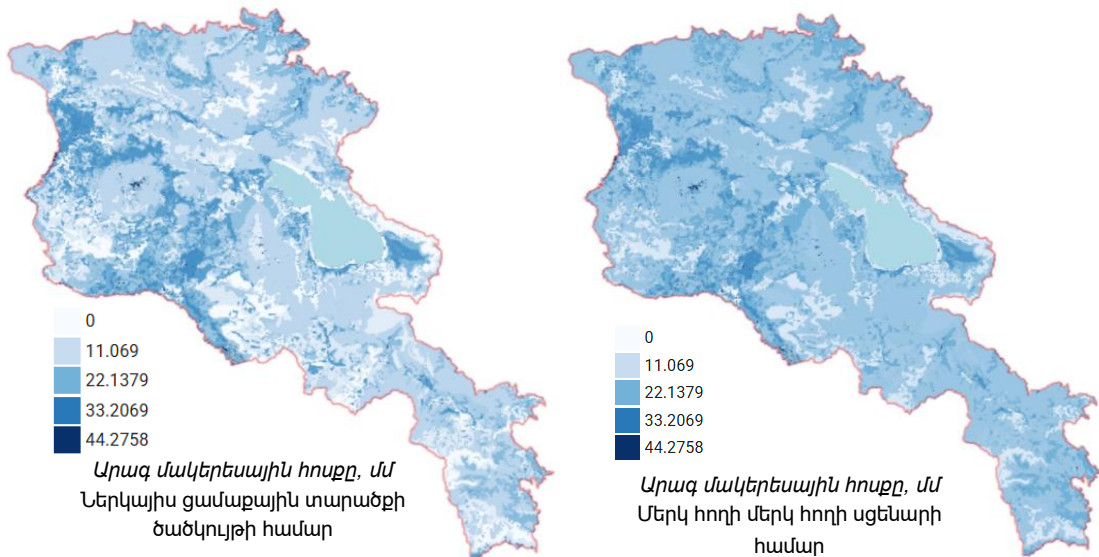 0
11.069
22.1379
33.2069
44.2758
Արագ մակերեսային հոսքը, մմ
Ներկայիս ցամաքային տարածքի
ծածկույթի համար
0
11.069
22.1379
33.2069
44.2758
Արագ մակերեսային հոսքը, մմ
Մերկ հողի մերկ հողի սցենարի
համար